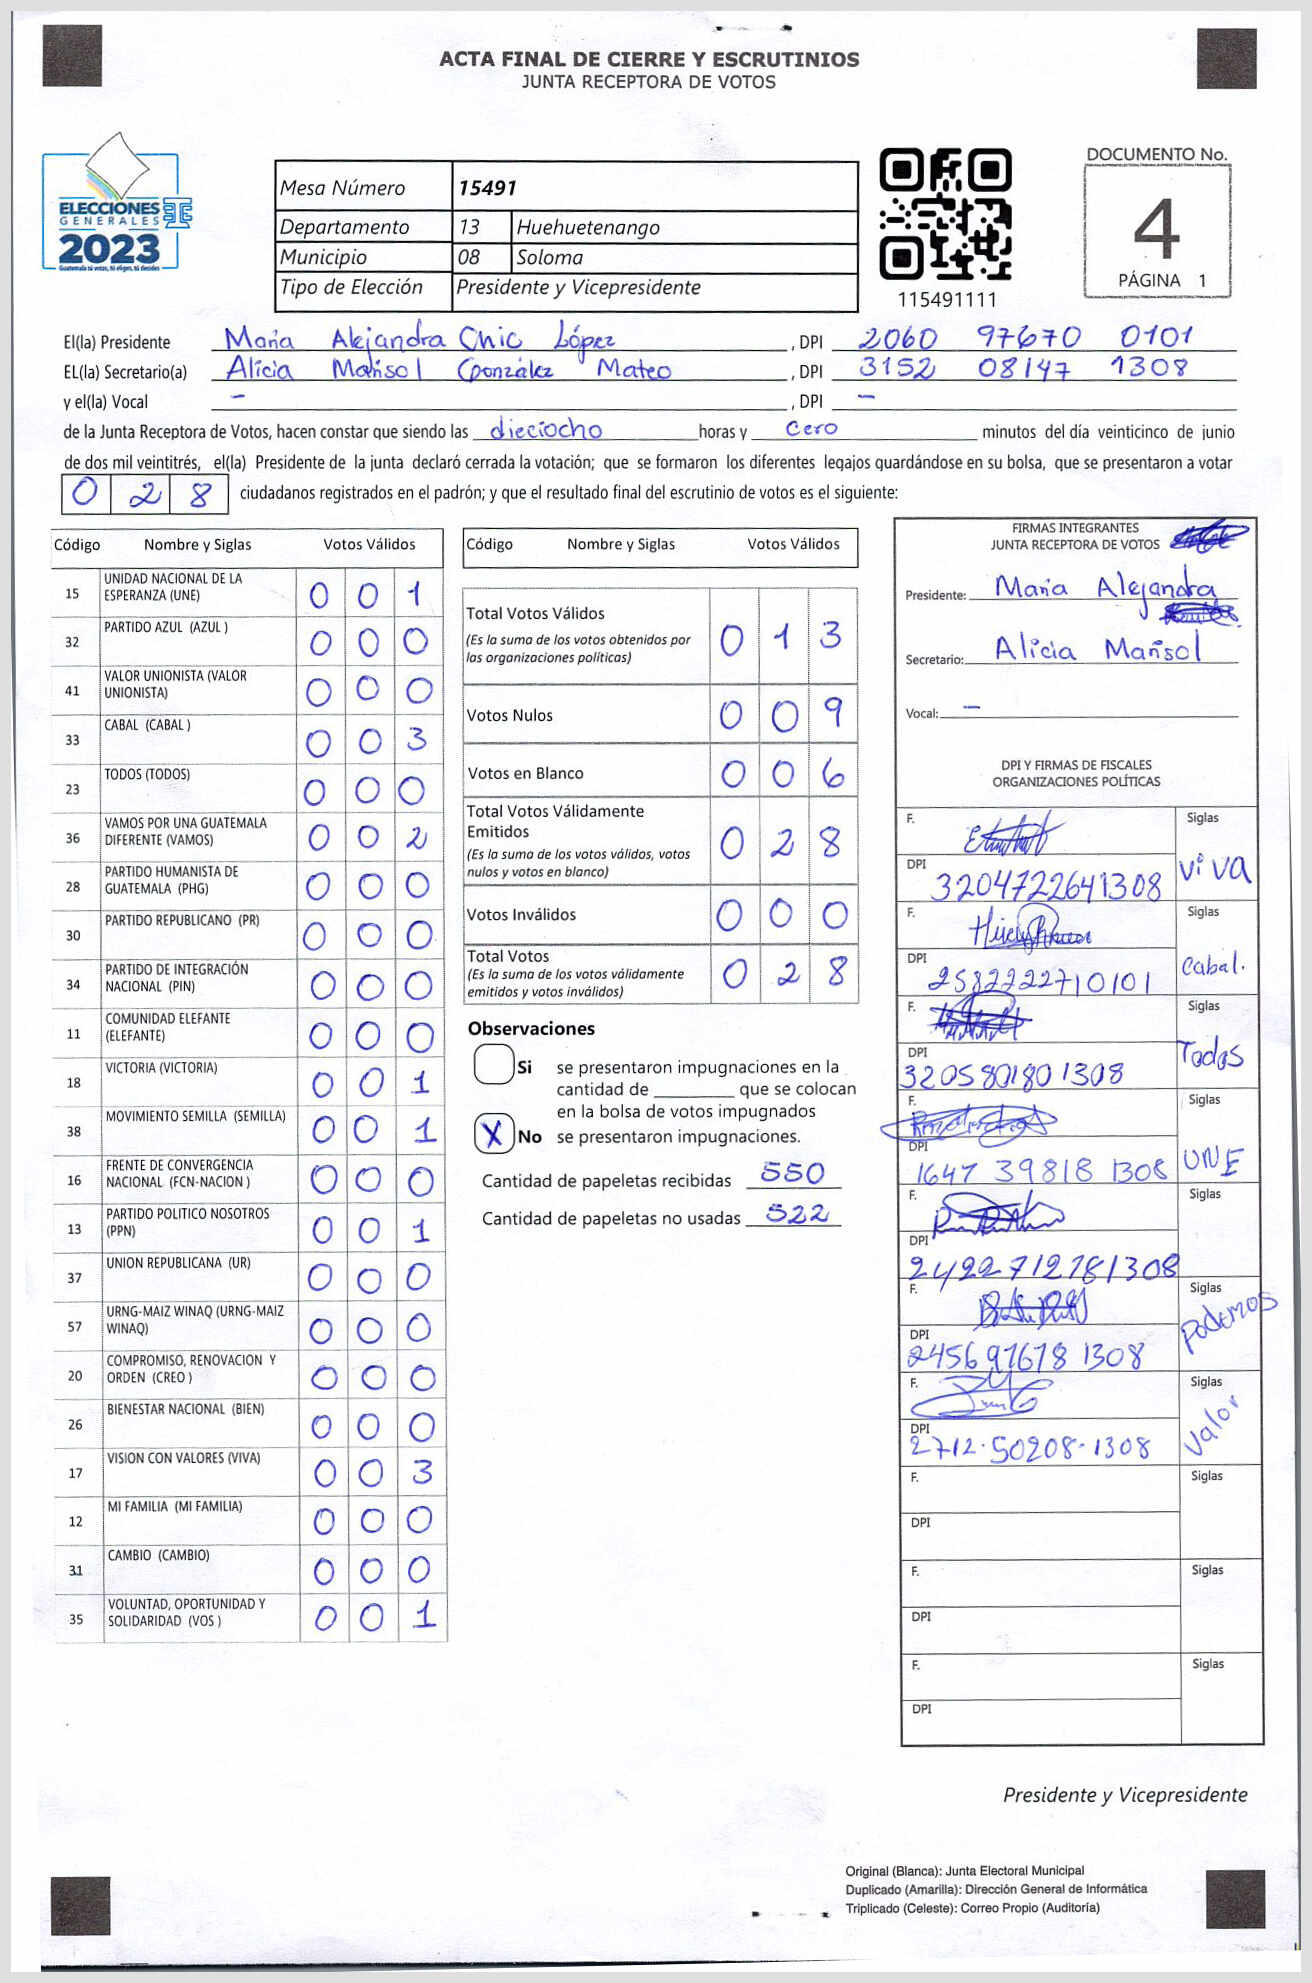 ACTA FINAL DE CIERRE Y ESCRUTINIOS
JUNTA RECEPTORA DE VOTOS
ELECCIONES
GENERALES
2023
Guatemala tú votas, tú eliges, tú decides
Mesa Número 15491
Departamento 13 Huehuetenango
Municipio 08 Soloma
Tipo de Elección Presidente y Vicepresidente
115491111
DOCUMENTO No.
4
PÁGINA 1
El(la) Presidente Maria Alejandra Chic López , DPI 2060 97670 0101
EL(la) Secretario(a) Alicia Marisol González Mateo , DPI 3152 08147 1308
y el(la) Vocal - , DPI -
de la Junta Receptora de Votos, hacen constar que siendo las dieciocho horas y cero minutos del día veinticinco de junio
de dos mil veintitrés, el(la) Presidente de la junta declaró cerrada la votación; que se formaron los diferentes legajos guardándose en su bolsa, que se presentaron a votar
0 2 8 ciudadanos registrados en el padrón; y que el resultado final del escrutinio de votos es el siguiente:
Código Nombre y Siglas Votos Válidos
15 UNIDAD NACIONAL DE LA ESPERANZA (UNE) 0 0 1
32 PARTIDO AZUL (AZUL ) 0 0 0
41 VALOR UNIONISTA (VALOR UNIONISTA) 0 0 0
33 CABAL (CABAL ) 0 0 3
23 TODOS (TODOS) 0 0 0
36 VAMOS POR UNA GUATEMALA DIFERENTE (VAMOS) 0 0 2
28 PARTIDO HUMANISTA DE GUATEMALA (PHG) 0 0 0
30 PARTIDO REPUBLICANO (PR) 0 0 0
34 PARTIDO DE INTEGRACIÓN NACIONAL (PIN) 0 0 0
11 COMUNIDAD ELEFANTE (ELEFANTE) 0 0 0
18 VICTORIA (VICTORIA) 0 0 1
38 MOVIMIENTO SEMILLA (SEMILLA) 0 0 1
16 FRENTE DE CONVERGENCIA NACIONAL (FCN-NACION ) 0 0 0
13 PARTIDO POLITICO NOSOTROS (PPN) 0 0 1
37 UNION REPUBLICANA (UR) 0 0 0
57 URNG-MAIZ WINAQ (URNG-MAIZ WINAQ) 0 0 0
20 COMPROMISO, RENOVACION Y ORDEN (CREO ) 0 0 0
26 BIENESTAR NACIONAL (BIEN) 0 0 0
17 VISION CON VALORES (VIVA) 0 0 3
12 MI FAMILIA (MI FAMILIA) 0 0 0
31 CAMBIO (CAMBIO) 0 0 0
35 VOLUNTAD, OPORTUNIDAD Y SOLIDARIDAD (VOS ) 0 0 1
Código Nombre y Siglas Votos Válidos
Total Votos Válidos 0 1 3
(Es la suma de los votos obtenidos por
las organizaciones políticas)
Votos Nulos 0 0 9
Votos en Blanco 0 0 6
Total Votos Válidamente
Emitidos 0 2 8
(Es la suma de los votos válidos, votos
nulos y votos en blanco)
Votos Inválidos 0 0 0
Total Votos 0 2 8
(Es la suma de los votos válidamente
emitidos y votos inválidos)
Observaciones
Si se presentaron impugnaciones en la
cantidad de ________ que se colocan
en la bolsa de votos impugnados
X No se presentaron impugnaciones.
Cantidad de papeletas recibidas 550
Cantidad de papeletas no usadas 522
FIRMAS INTEGRANTES
JUNTA RECEPTORA DE VOTOS
Presidente: Maria Alejandra
Secretario: Alicia Marisol
Vocal: -
DPI Y FIRMAS DE FISCALES
ORGANIZACIONES POLÍTICAS
F. Siglas
DPI 3204722641308 viva
F. Siglas
DPI 2582222710101 Cabal.
F. Siglas
DPI 3205801801308 Todos
F. Siglas
DPI 1647 39818 1308 UNE
F. Siglas
DPI 2422712781308
F. Siglas
DPI 245697678 1308 Podemos
F. Siglas
DPI 2712-50208-1308 Valor
F. Siglas
DPI
F. Siglas
DPI
F. Siglas
DPI
Presidente y Vicepresidente
Original (Blanca): Junta Electoral Municipal
Duplicado (Amarilla): Dirección General de Informática
Triplicado (Celeste): Correo Propio (Auditoría)